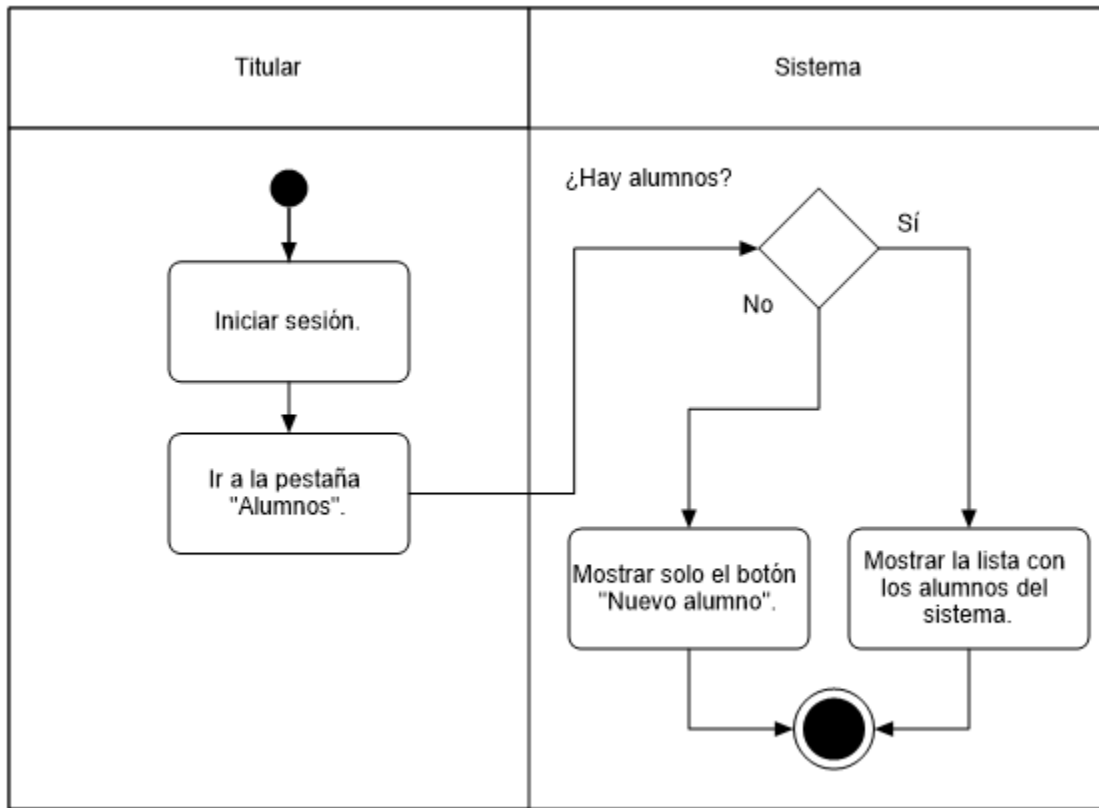 Titular
Sistema
¿Hay alumnos?
Sí
No
Iniciar sesión.
Ir a la pestaña
"Alumnos".
Mostrar solo el botón
"Nuevo alumno".
Mostrar la lista con
los alumnos del
sistema.